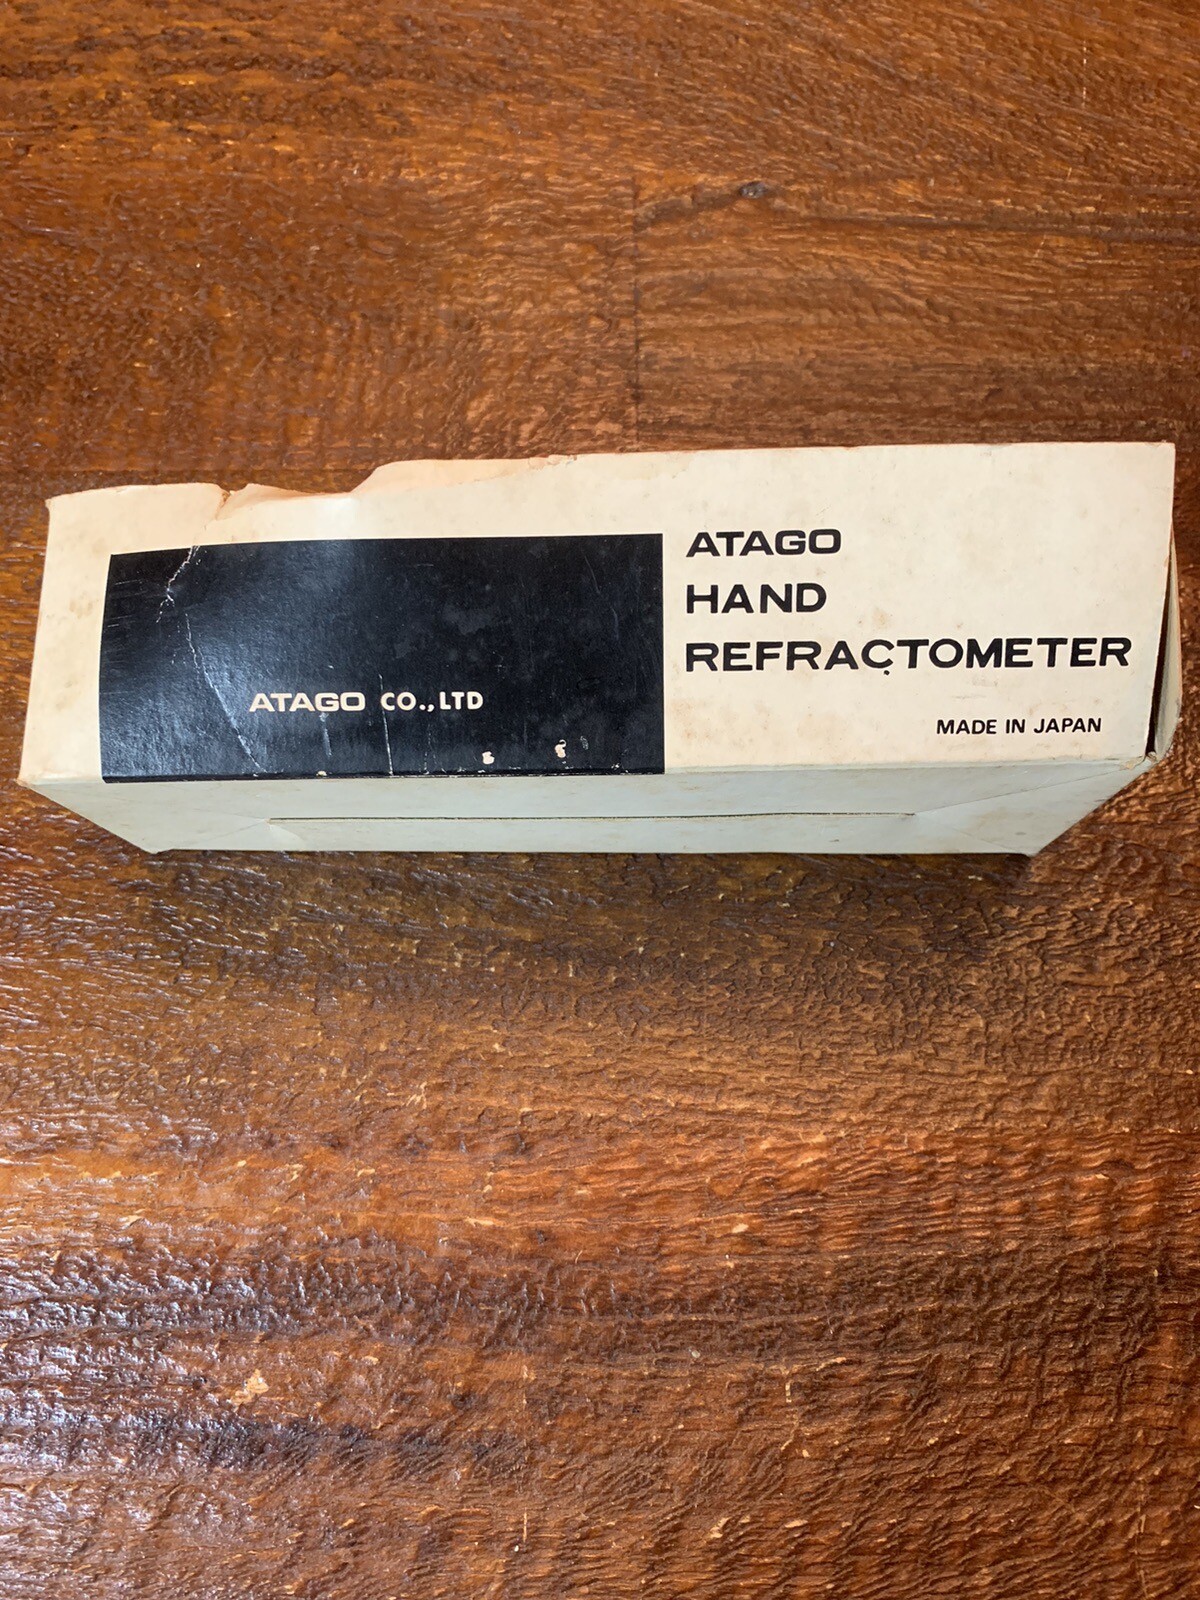 ATAGO CO.,LTD
ATAGO
HAND
REFRACTOMETER
MADE IN JAPAN